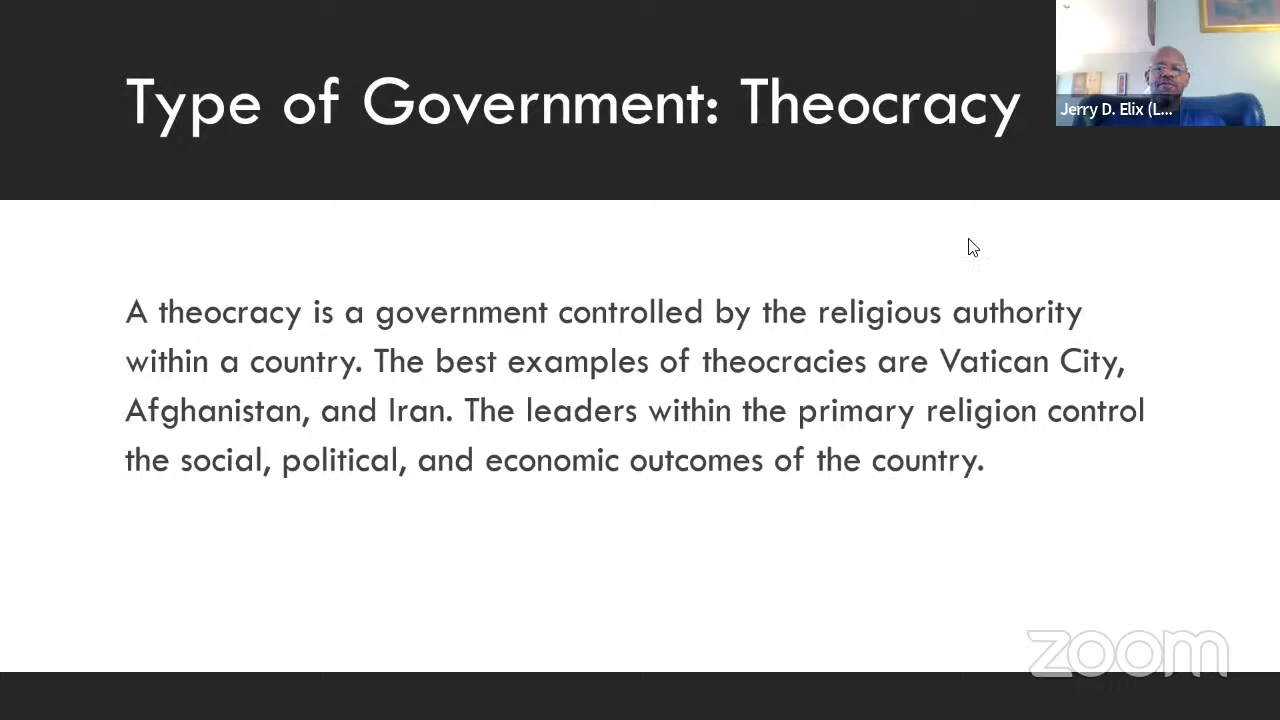 Type of Government: Theocracy
Jerry D. Elix (L...
A theocracy is a government controlled by the religious authority
within a country. The best examples of theocracies are Vatican City,
Afghanistan, and Iran. The leaders within the primary religion control
the social, political, and economic outcomes of the country.
zoom